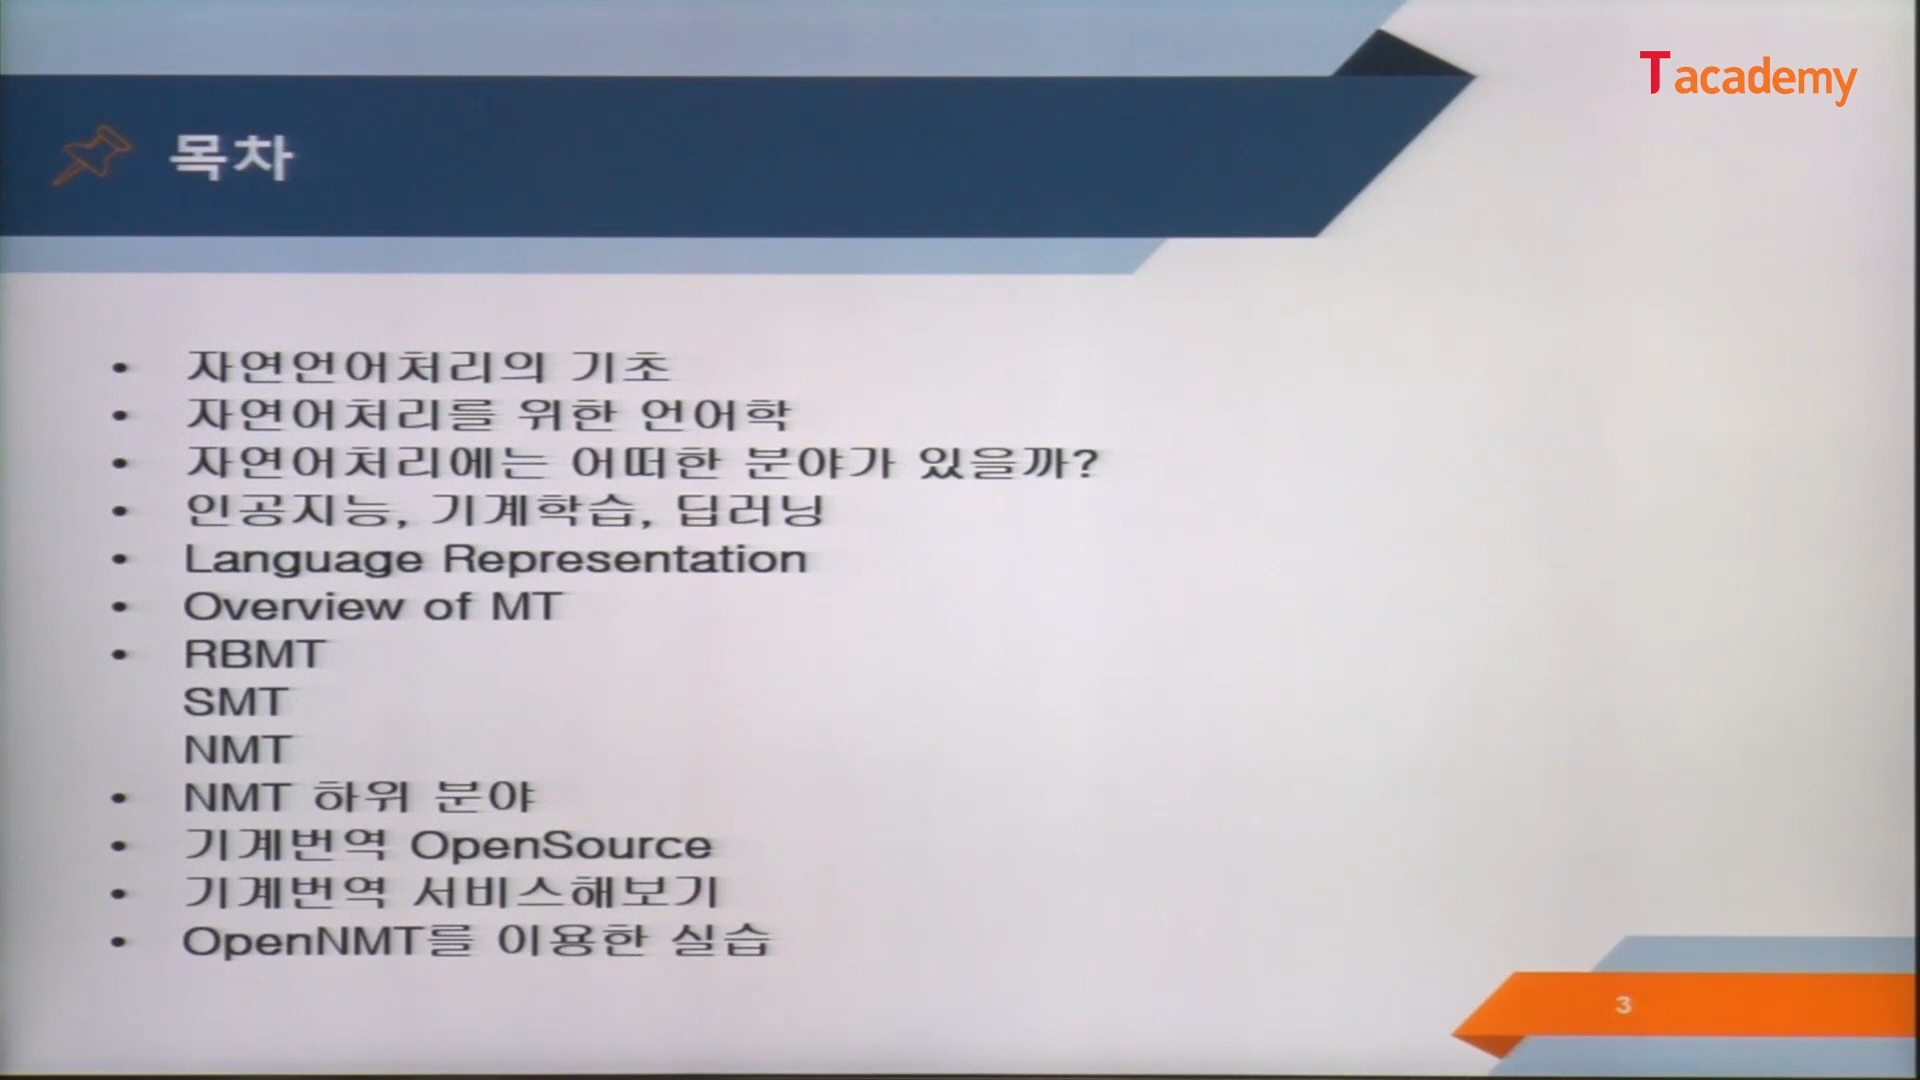 Tacademy
목차
• 자연언어처리의 기초
• 자연어처리를 위한 언어학
• 자연어처리에는 어떠한 분야가 있을까?
• 인공지능, 기계학습, 딥러닝
• Language Representation
• Overview of MT
• RBMT
SMT
NMT
• NMT 하위 분야
• 기계번역 OpenSource
• 기계번역 서비스해보기
• OpenNMT를 이용한 실습
3